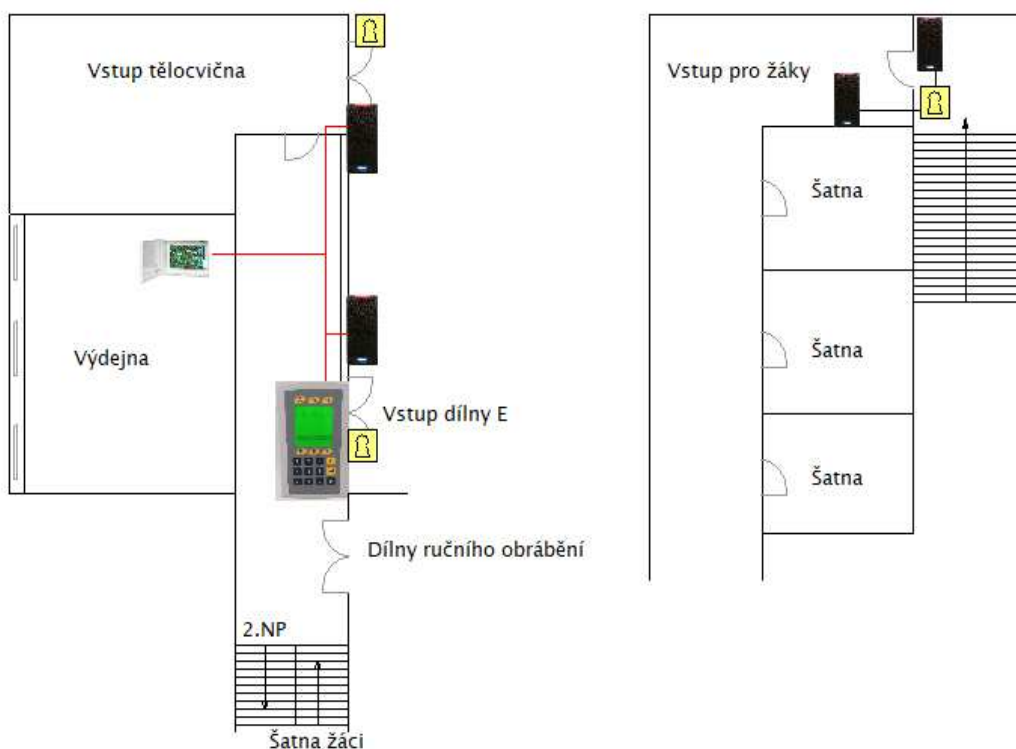 Vstup tělocvična
Výdejna
Vstup dílny E
Dílny ručního obrábění
2.NP
Šatna žáci
Vstup pro žáky
Šatna
Šatna
Šatna